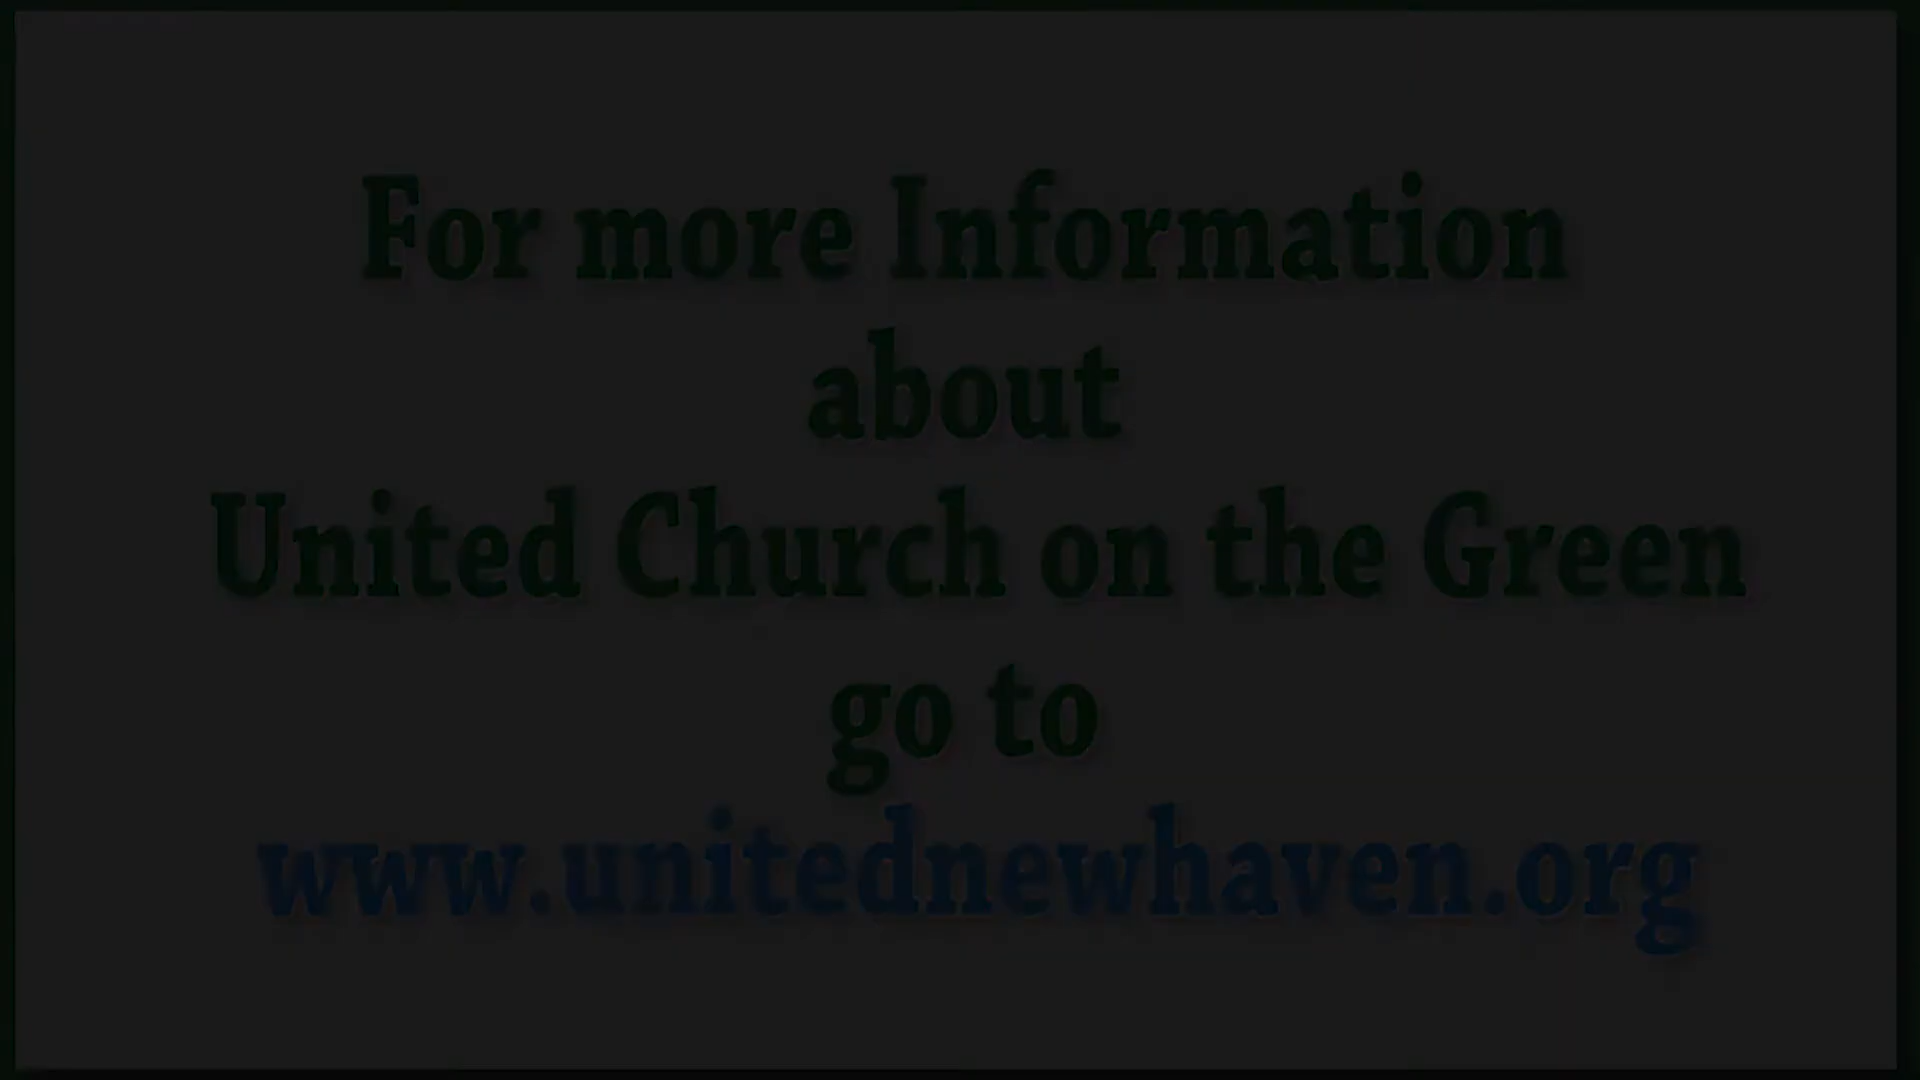 For more Information
about
United Church on the Green
go to
www.unitednewhaven.org